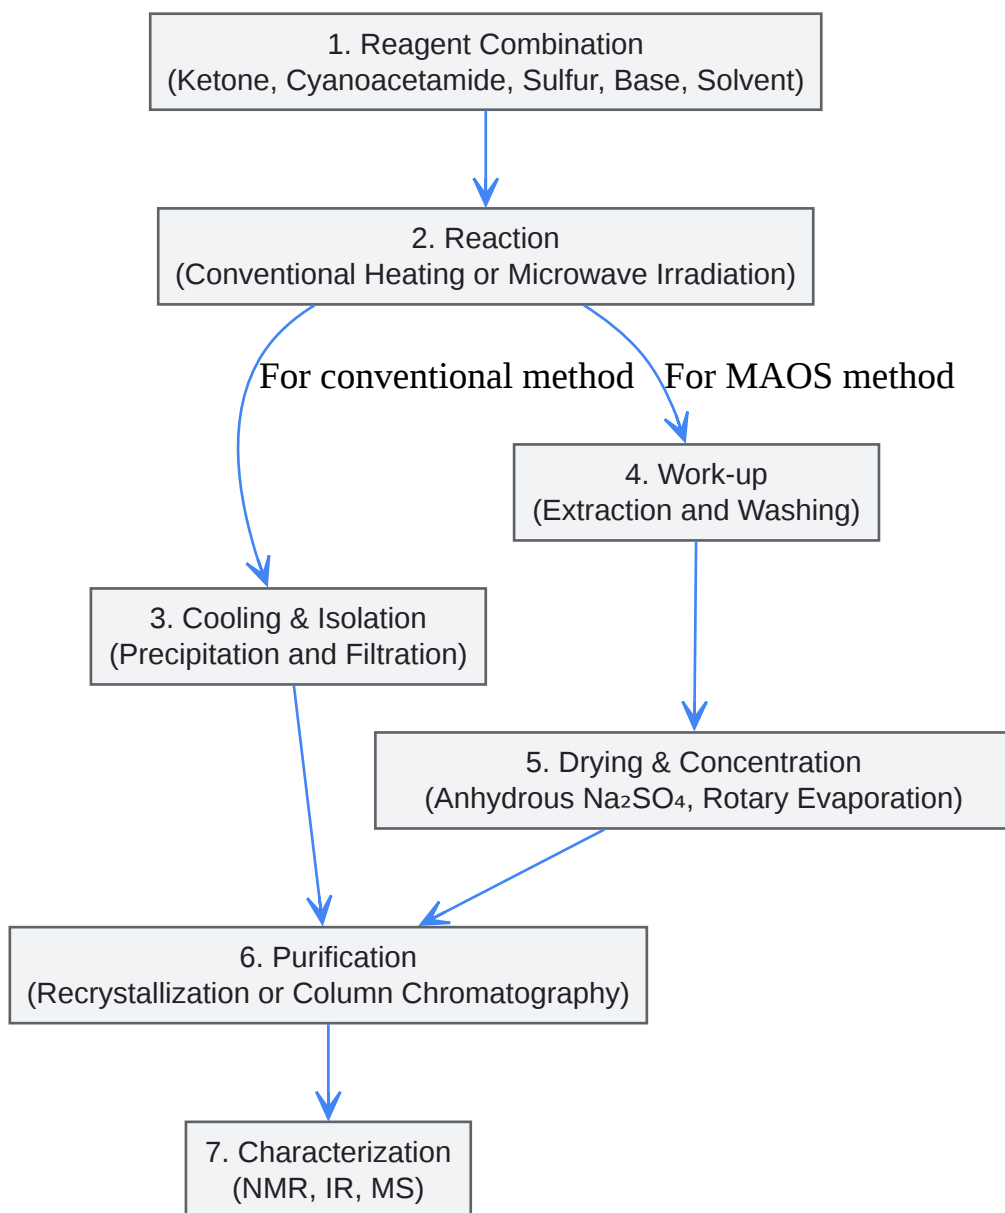 1. Reagent Combination
(Ketone, Cyanoacetamide, Sulfur, Base, Solvent)
2. Reaction
(Conventional Heating or Microwave Irradiation)
For conventional method
For MAOS method
4. Work-up
(Extraction and Washing)
3. Cooling & Isolation
(Precipitation and Filtration)
5. Drying & Concentration
(Anhydrous Na₂SO₄, Rotary Evaporation)
6. Purification
(Recrystallization or Column Chromatography)
7. Characterization
(NMR, IR, MS)